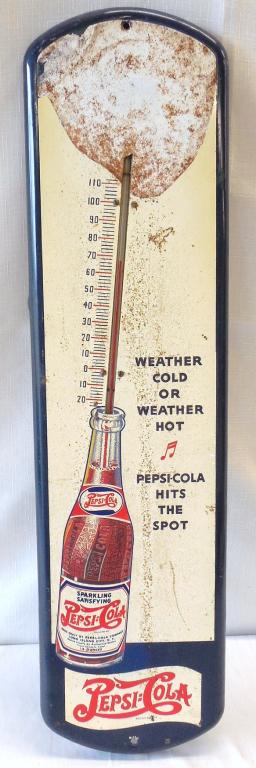 110
100
90
80
70
60
50
40
30
20
10
0
10
20
WEATHER
COLD
OR
WEATHER
HOT
PEPSI-COLA
HITS
THE
SPOT
PEPSI-COLA
SPARKLING
SATISFYING
PEPSI-COLA
PEPSI-COLA